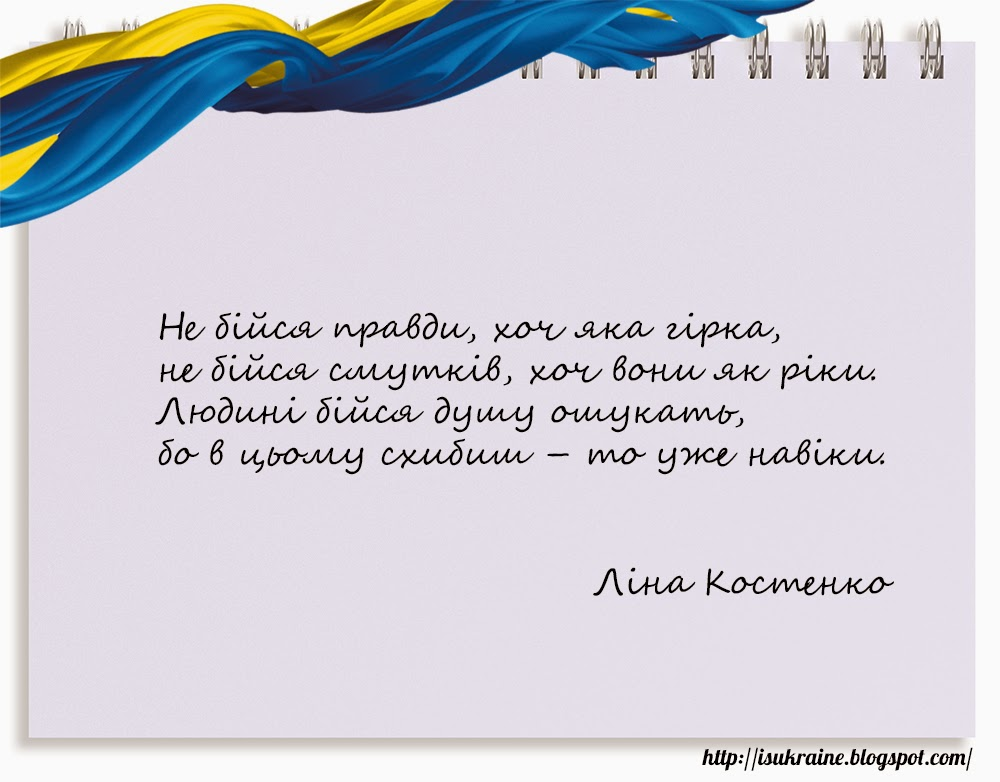 Не бійся правди, хоч яка гірка,
не бійся смутків, хоч вони як ріки.
Людині бійся душу ошукать,
бо в цьому схибиш – то уже навіки.
Ліна Костенко
http://isukraine.blogspot.com/